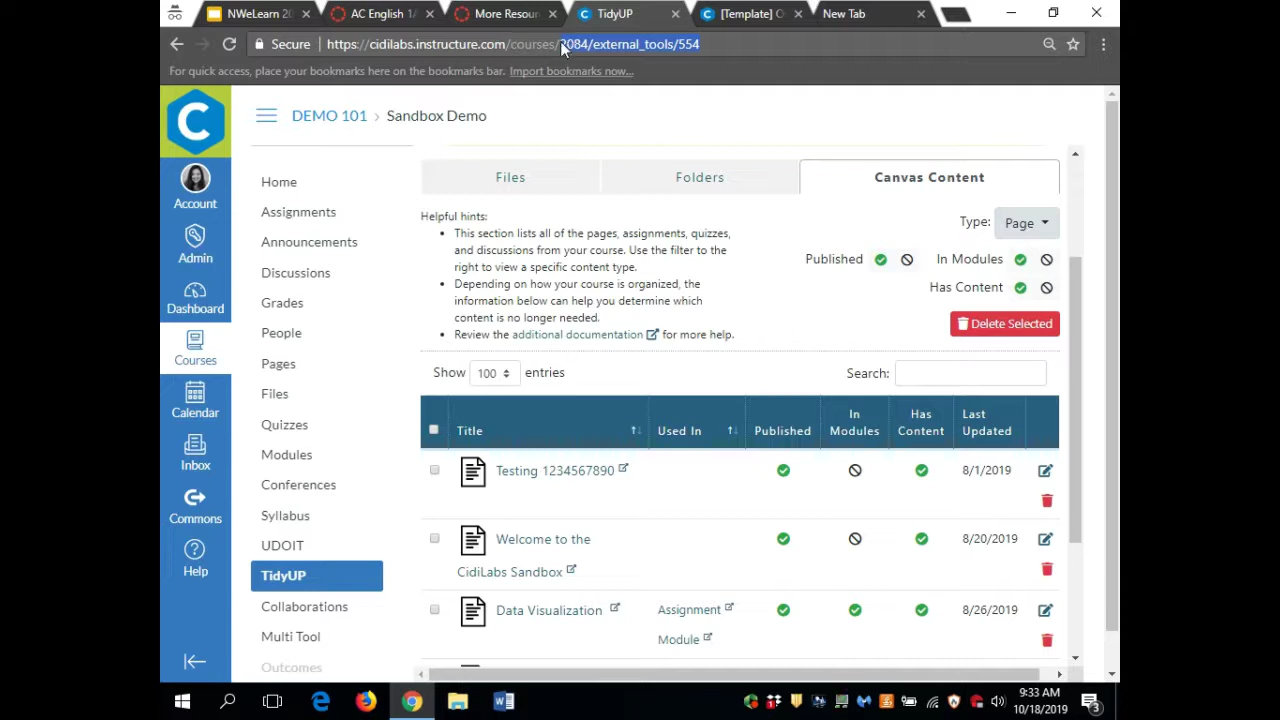 NWeLearn 20
AC English 1A
More Resour
TidyUP
[Template] O
New Tab
Secure
https://cidilabs.instructure.com/courses/2084/external_tools/554
For quick access, place your bookmarks here on the bookmarks bar. Import bookmarks now...
DEMO 101 › Sandbox Demo
Account
Admin
Dashboard
Courses
Calendar
Inbox
Commons
Help
Home
Assignments
Announcements
Discussions
Grades
People
Pages
Files
Quizzes
Modules
Conferences
Syllabus
UDOIT
TidyUP
Collaborations
Multi Tool
Outcomes
Files
Folders
Canvas Content
Helpful hints:
• This section lists all of the pages, assignments, quizzes,
and discussions from your course. Use the filter to the
right to view a specific content type.
• Depending on how your course is organized, the
information below can help you determine which
content is no longer needed.
• Review the additional documentation for more help.
Type: Page
Published
In Modules
Has Content
Delete Selected
Show 100 entries
Search:
Title
Used In
Published
In Modules
Has Content
Last Updated
Testing 1234567890
8/1/2019
Welcome to the
CidiLabs Sandbox
8/20/2019
Data Visualization
Assignment
Module
8/26/2019
9:33 AM
10/18/2019
3